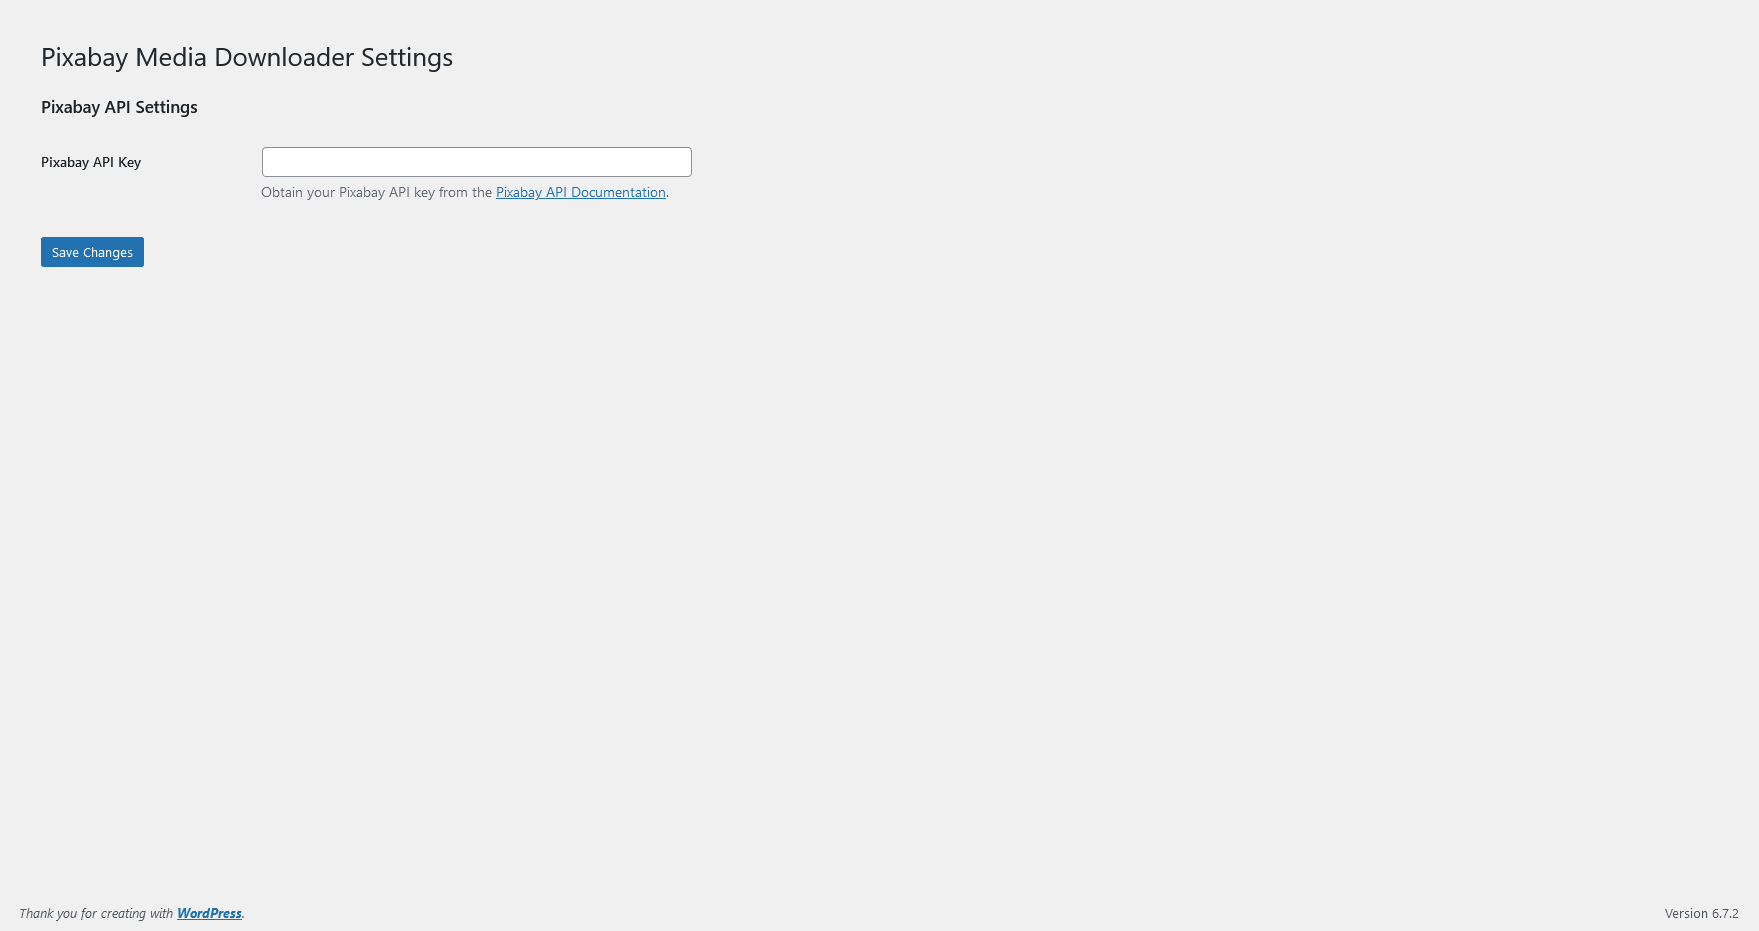 Pixabay Media Downloader Settings
Pixabay API Settings
Pixabay API Key
Obtain your Pixabay API key from the Pixabay API Documentation.
Save Changes
Thank you for creating with WordPress.
Version 6.7.2